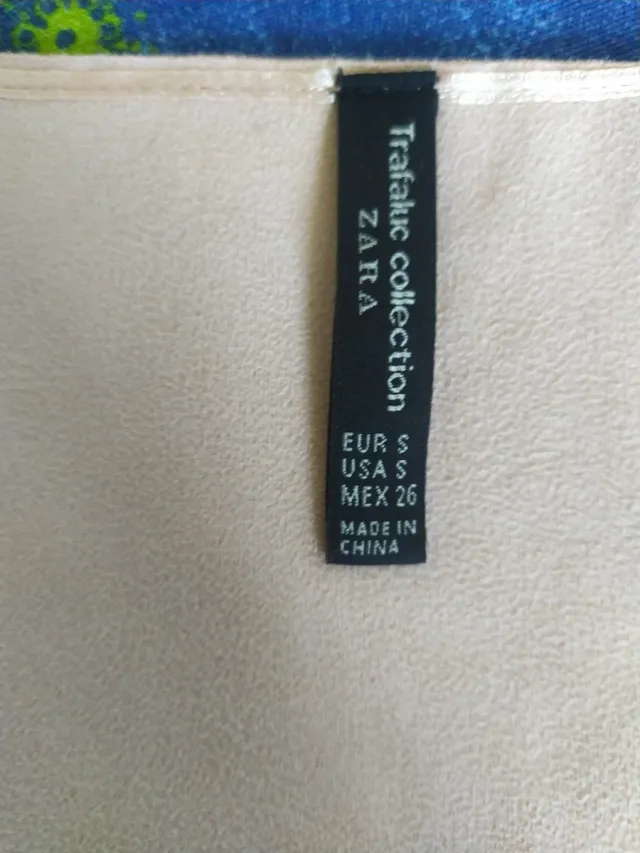 Trafaluc collection
ZARA
EUR S
USA S
MEX 26
MADE IN
CHINA